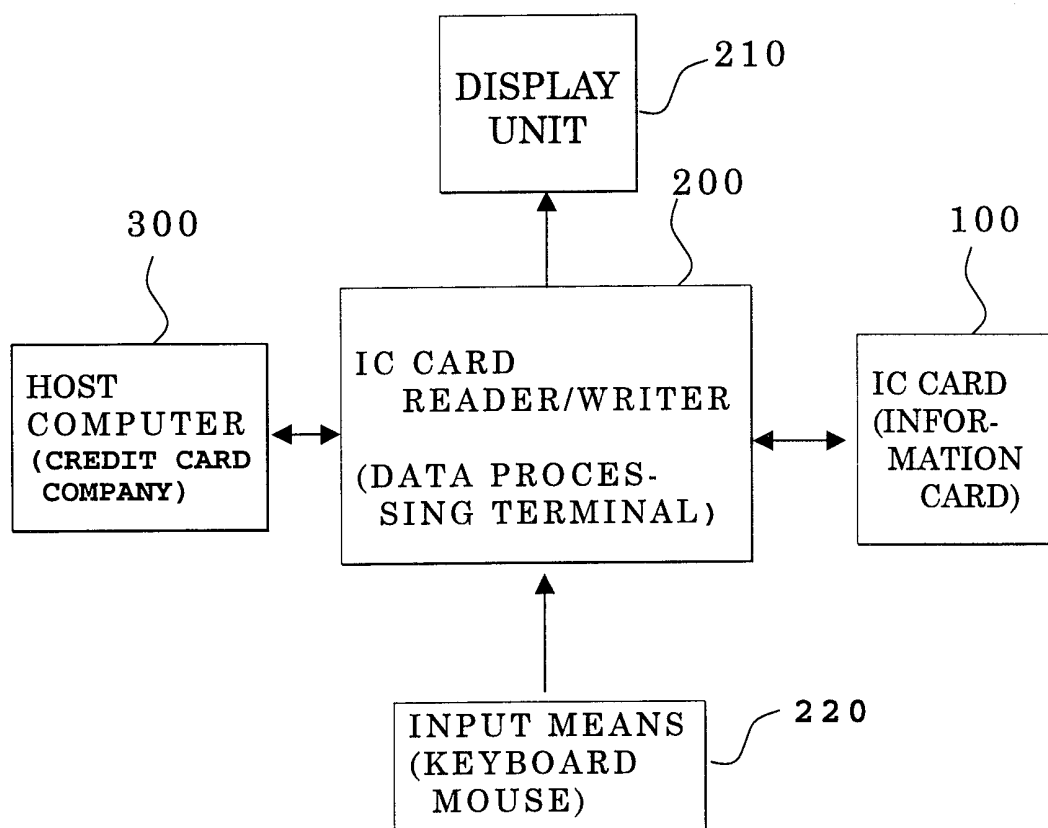 210
DISPLAY
UNIT
200
300
100
IC CARD
READER/WRITER
(DATA PROCES-
SING TERMINAL)
HOST
COMPUTER
(CREDIT CARD
COMPANY)
IC CARD
(INFOR-
MATION
CARD)
220
INPUT MEANS
(KEYBOARD
MOUSE)